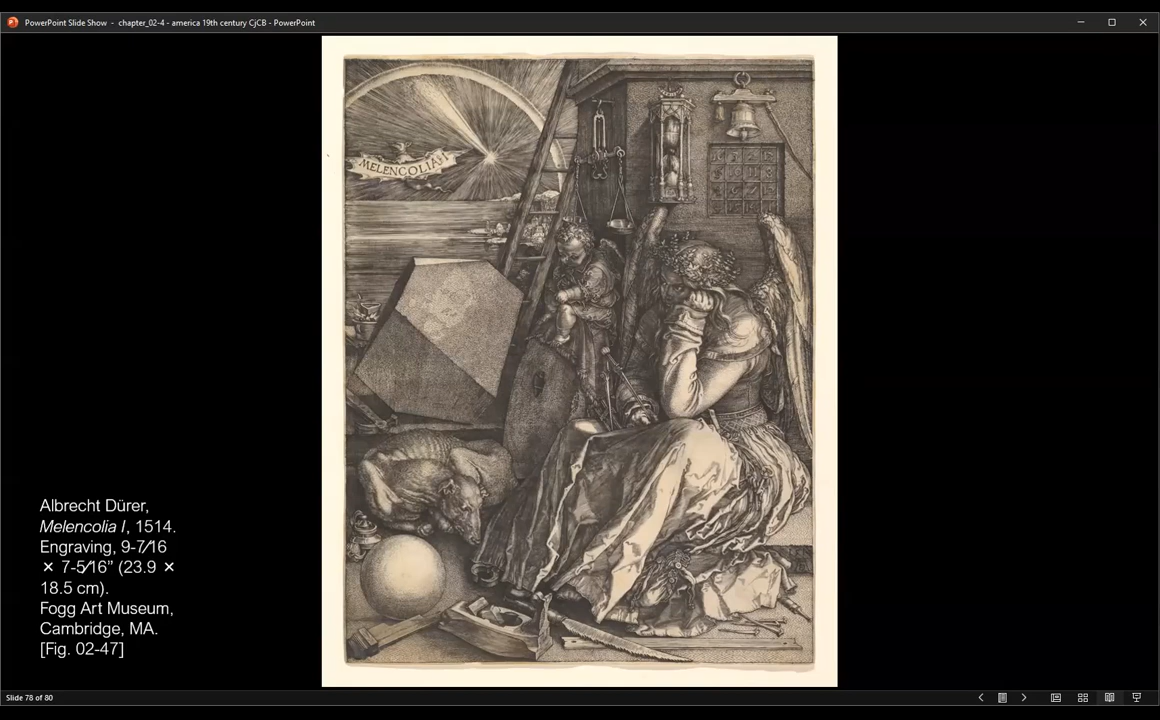 PowerPoint Slide Show - chapter_02-4 - america 19th century CjCB - PowerPoint
MELENCOLIA·I
Albrecht Dürer,
Melencolia I, 1514.
Engraving, 9-7⁄16
× 7-5⁄16” (23.9 ×
18.5 cm).
Fogg Art Museum,
Cambridge, MA.
[Fig. 02-47]
Slide 78 of 80